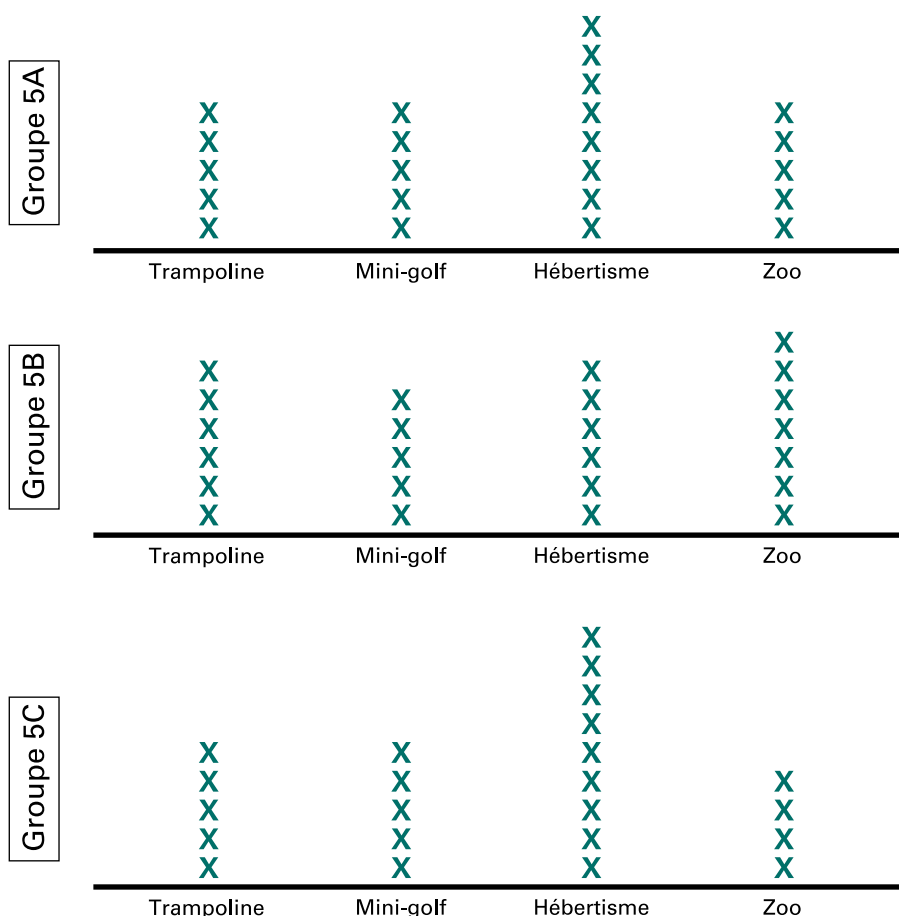 Groupe 5A
X
X
X
X X X X
X X X X
X X X X
X X X X
X X X X
Trampoline Mini-golf Hébertisme Zoo
Groupe 5B
X
X X X
X X X X
X X X X
X X X X
X X X X
X X X X
Trampoline Mini-golf Hébertisme Zoo
Groupe 5C
X
X
X
X
X X X
X X X X
X X X X
X X X X
X X X X
Trampoline Mini-golf Hébertisme Zoo